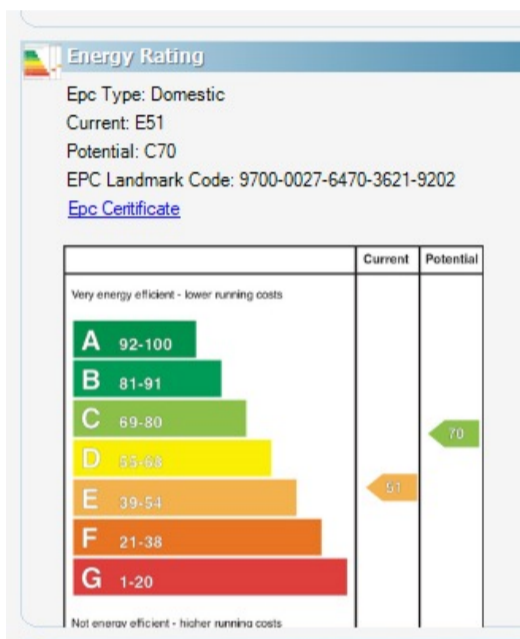 Energy Rating
Epc Type: Domestic
Current: E51
Potential: C70
EPC Landmark Code: 9700-0027-6470-3621-9202
Epc Ceritificate
Current Potential
Very energy efficient - lower running costs
A 92-100
B 81-91
C 69-80
70
D 55-68
E 39-54
51
F 21-38
G 1-20
Not energy efficient - higher running costs